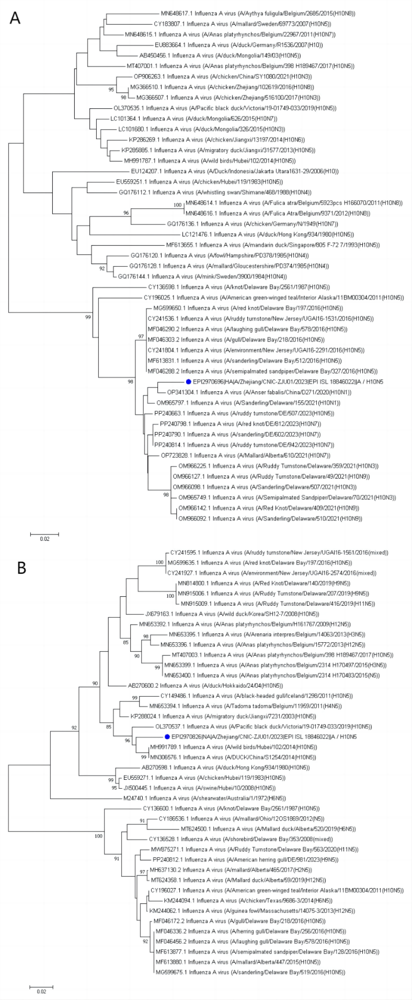 A
MN648617.1 Influenza A virus (A/Aythya fuligula/Belgium/2685/2015(H10N8))
CY183807.1 Influenza A virus (A/mallard/Sweden/69773/2007(H10N5))
MN648615.1 Influenza A virus (A/Anas platyrhynchos/Belgium/22967/2011(H10N7))
EU883664.1 Influenza A virus (A/duck/Germany/R1536/2007(H10))
AB450456.1 Influenza A virus (A/duck/Mongolia/149/03(H10N5))
MT407001.1 Influenza A virus (A/Anas platyrhynchos/Belgium/398 H189467/2017(H10N5))
OP906263.1 Influenza A virus (A/chicken/China/SY1080/2021(H10N3))
95
MG366510.1 Influenza A virus (A/chicken/Zhejiang/102619/2016(H10N8))
98
MG366507.1 Influenza A virus (A/chicken/Zhejiang/516100/2017(H10N3))
OL370535.1 Influenza A virus (A/Pacific black duck/Victoria/19-01749-033/2019(H10N5))
LC101364.1 Influenza A virus (A/duck/Mongolia/626/2015(H10N7))
LC101680.1 Influenza A virus (A/duck/Mongolia/326/2015(H10N3))
KP286269.1 Influenza A virus (A/chicken/Jiangxi/13197/2014(H10N6))
KP285885.1 Influenza A virus (A/migratory duck/Jiangxi/31577/2013(H10N5))
MH991787.1 Influenza A virus (A/wild birds/Hubei/102/2014(H10N5))
EU124207.1 Influenza A virus (A/Duck/Indonesia/Jakarta Utara1631-29/2006(H10))
EU559251.1 Influenza A virus (A/chicken/Hubei/119/1983(H10N5))
GQ176112.1 Influenza A virus (A/whistling swan/Shimane/468/1988(H10N4))
100
MN648614.1 Influenza A virus (A/Fulica atra/Belgium/5923pcs H166070/2011(H10N8))
96
MN648616.1 Influenza A virus (A/Fulica Atra/Belgium/9371/2012(H10N8))
GQ176136.1 Influenza A virus (A/chicken/Germany/N/1949(H10N7))
LC121476.1 Influenza A virus (A/duck/Hong Kong/934/1980(H10N5))
MF613655.1 Influenza A virus (A/mandarin duck/Singapore/805 F-72 7/1993(H10N5))
GQ176120.1 Influenza A virus (A/fowl/Hampshire/PD378/1985(H10N4))
92
GQ176128.1 Influenza A virus (A/mallard/Gloucestershire/PD374/1985(H10N4))
GQ176144.1 Influenza A virus (A/mink/Sweden/3900/1984(H10N4))
CY136598.1 Influenza A virus (A/knot/Delaware Bay/2561/1987(H10N5))
CY196025.1 Influenza A virus (A/American green-winged teal/Interior Alaska/11BM00304/2011(H10N5))
MG599650.1 Influenza A virus (A/red knot/Delaware Bay/197/2016(H10N5))
99
CY241536.1 Influenza A virus (A/ruddy turnstone/New Jersey/UGAI16-1531/2016(H10N5))
MF046290.2 Influenza A virus (A/laughing gull/Delaware Bay/578/2016(H10N5))
97
MF046303.2 Influenza A virus (A/gull/Delaware Bay/218/2016(H10N5))
CY241804.1 Influenza A virus (A/environment/New Jersey/UGAI16-2291/2016(H10N5))
MF613831.1 Influenza A virus (A/sanderling/Delaware Bay/512/2016(H10N5))
MF046288.2 Influenza A virus (A/semipalmated sandpiper/Delaware Bay/327/2016(H10N5))
98
EPI2970696|HA|A/Zhejiang/CNIC-ZJU01/2023|EPI ISL 18846022||A / H10N5
OP341304.1 Influenza A virus (A/Anser fabalis/China/D271/2020(H10N1))
OM965797.1 Influenza A virus (A/Sanderling/Delaware/155/2021(H10N1))
PP240663.1 Influenza A virus (A/ruddy turnstone/DE/507/2023(H10N5))
PP240798.1 Influenza A virus (A/red knot/DE/812/2023(H10N7))
PP240790.1 Influenza A virus (A/sanderling/DE/602/2023(H10N7))
PP240814.1 Influenza A virus (A/ruddy turnstone/DE/942/2023(H10N7))
OP723828.1 Influenza A virus (A/Mallard/Alberta/610/2021(H10N7))
OM966225.1 Influenza A virus (A/Ruddy Turnstone/Delaware/359/2021(H10N3))
OM966127.1 Influenza A virus (A/Ruddy Turnstone/Delaware/49/2021(H10N9))
OM966098.1 Influenza A virus (A/Sanderling/Delaware/507/2021(H10N3))
98
OM965749.1 Influenza A virus (A/Semipalmated Sandpiper/Delaware/70/2021(H10N3))
OM966142.1 Influenza A virus (A/Red Knot/Delaware/409/2021(H10N9))
OM966092.1 Influenza A virus (A/Sanderling/Delaware/510/2021(H10N9))
0.02
B
CY241595.1 Influenza A virus (A/ruddy turnstone/New Jersey/UGAI16-1561/2016(mixed))
100
MG599635.1 Influenza A virus (A/red knot/Delaware Bay/197/2016(H10N5))
CY241927.1 Influenza A virus (A/environment/New Jersey/UGAI16-2574/2016(mixed))
MN814800.1 Influenza A virus (A/Red Knot/Delaware/140/2019(H9N5))
100
MN915006.1 Influenza A virus (A/Ruddy Turnstone/Delaware/207/2019(H9N5))
MN915009.1 Influenza A virus (A/Ruddy Turnstone/Delaware/416/2019(H11N5))
JX679163.1 Influenza A virus (A/wild duck/Korea/SH12-7/2008(H10N5))
MN653392.1 Influenza A virus (A/Anas platyrhynchos/Belgium/H161767/2009(H12N5))
85
98
MN653395.1 Influenza A virus (A/Arenaria interpres/Belgium/14063/2013(H3N5))
MN653396.1 Influenza A virus (A/Anas platyrhynchos/Belgium/15772/2013(H12N5))
90
MT407003.1 Influenza A virus (A/Anas platyrhynchos/Belgium/398 H189467/2017(H10N5))
99
MN653399.1 Influenza A virus (A/Anas platyrhynchos/Belgium/2314 H170497/2015(H3N5))
MN653400.1 Influenza A virus (A/Anas platyrhynchos/Belgium/2314 H170483/2015(N5))
90
AB270600.2 Influenza A virus (A/duck/Hokkaido/24/04(H10N5))
99
CY149486.1 Influenza A virus (A/black-headed gull/Iceland/1298/2011(H10N5))
MN653394.1 Influenza A virus (A/Tadorna tadorna/Belgium/11959/2011(H4N5))
KP288024.1 Influenza A virus (A/migratory duck/Jiangxi/7231/2003(H10N5))
85
92
OL370537.1 Influenza A virus (A/Pacific black duck/Victoria/19-01749-033/2019(H10N5))
96
EPI2970826|NA|A/Zhejiang/CNIC-ZJU01/2023|EPI ISL 18846022||A / H10N5
MH991789.1 Influenza A virus (A/wild birds/Hubei/102/2014(H10N5))
99
MN306576.1 Influenza A virus (A/DUCK/China/S1254/2014(H10N5))
AB270598.1 Influenza A virus (A/duck/Hong Kong/934/1980(H10N5))
99
EU559271.1 Influenza A virus (A/chicken/Hubei/119/1983(H10N5))
95
JX500445.1 Influenza A virus (A/swine/Hubei/10/2008(H10N5))
M24740.1 Influenza A virus (A/shearwater/Australia/1/1972(H6N5))
CY136600.1 Influenza A virus (A/knot/Delaware Bay/2561/1987(H10N5))
91
CY186536.1 Influenza A virus (A/mallard/Ohio/12OS1869/2012(N5))
MT624500.1 Influenza A virus (A/Mallard duck/Alberta/520/2019(H6N5))
100
CY136528.1 Influenza A virus (A/shorebird/Delaware Bay/353/2008(mixed))
MW875271.1 Influenza A virus (A/Ruddy Turnstone/Delaware Bay/563/2020(H11N5))
91
PP240812.1 Influenza A virus (A/American herring gull/DE/981/2023(H9N5))
97
MH637130.2 Influenza A virus (A/mallard/Alberta/465/2017(H2N5))
MT624358.1 Influenza A virus (A/Mallard duck/Alberta/59/2019(H12N5))
CY196027.1 Influenza A virus (A/American green-winged teal/Interior Alaska/11BM00304/2011(H10N5))
KM244094.1 Influenza A virus (A/chicken/Texas/9686-3/2014(H6N5))
KM244062.1 Influenza A virus (A/guinea fowl/Massachusetts/14075-3/2013(H12N5))
MF046172.2 Influenza A virus (A/gull/Delaware Bay/218/2016(H10N5))
MF046336.2 Influenza A virus (A/herring gull/Delaware Bay/256/2016(H10N5))
92
MF046456.2 Influenza A virus (A/laughing gull/Delaware Bay/578/2016(H10N5))
MF613877.1 Influenza A virus (A/semipalmated sandpiper/Delaware Bay/128/2016(H10N5))
MF613880.1 Influenza A virus (A/mallard/Alberta/447/2015(H10N5))
MG599675.1 Influenza A virus (A/sanderling/Delaware Bay/519/2016(H10N5))
0.02